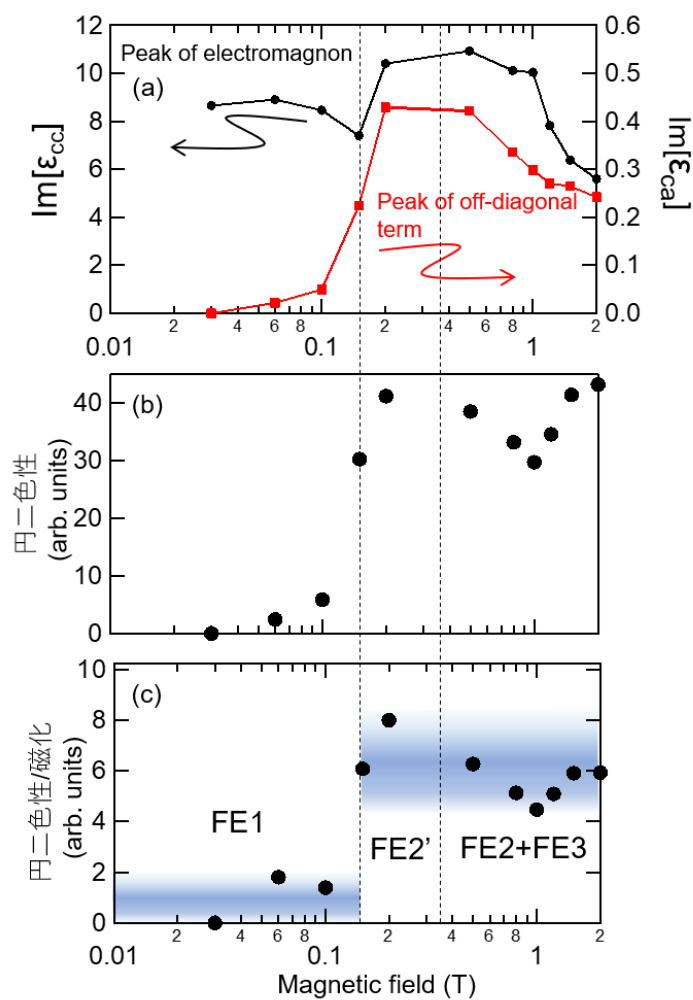 12
10
8
6
4
2
0
Im[εcc]
Peak of electromagnon
(a)
0.6
0.5
0.4
0.3
0.2
0.1
0.0
Im[εca]
Peak of off-diagonal
term
2 4 6 8 2 4 6 8 2
0.01 0.1 1
40
30
20
10
0
円二色性
(arb. units)
(b)
10
8
6
4
2
0
円二色性/磁化
(arb. units)
(c)
FE1
FE2’
FE2+FE3
2 4 6 8 2 4 6 8 2
0.01 0.1 1
Magnetic field (T)